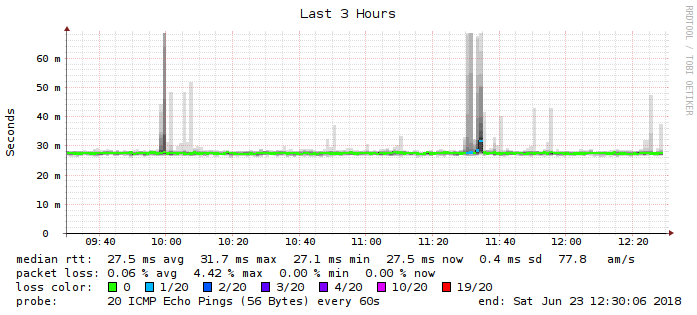 Last 3 Hours
RRDTOOL / TOBI OETIKER
Seconds
60 m
50 m
40 m
30 m
20 m
10 m
0
09:40 10:00 10:20 10:40 11:00 11:20 11:40 12:00 12:20
median rtt: 27.5 ms avg 31.7 ms max 27.1 ms min 27.5 ms now 0.4 ms sd 77.8 am/s
packet loss: 0.06 % avg 4.42 % max 0.00 % min 0.00 % now
loss color: 0 1/20 2/20 3/20 4/20 10/20 19/20
probe: 20 ICMP Echo Pings (56 Bytes) every 60s end: Sat Jun 23 12:30:06 2018